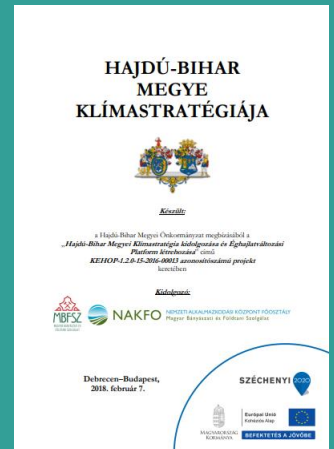 HAJDÚ-BIHAR
MEGYE
KLÍMASTRATÉGIÁJA
Készült:
a Hajdú-Bihar Megyei Önkormányzat megbízásából a
„Hajdú-Bihar Megyei Klímastratégia kidolgozása és Éghajlatváltozási
Platform létrehozása” című
KEHOP-1.2.0-15-2016-00013 azonosítószámú projekt
keretében
Kidolgozó:
MBFSZ
NAKFO
NEMZETI ALKALMAZKODÁSI KÖZPONT FŐOSZTÁLY
Magyar Bányászati és Földtani Szolgálat
Debrecen–Budapest,
2018. február 7.
SZÉCHENYI 2020
MAGYARORSZÁG
KORMÁNYA
Európai Unió
Kohéziós Alap
BEFEKTETÉS A JÖVŐBE